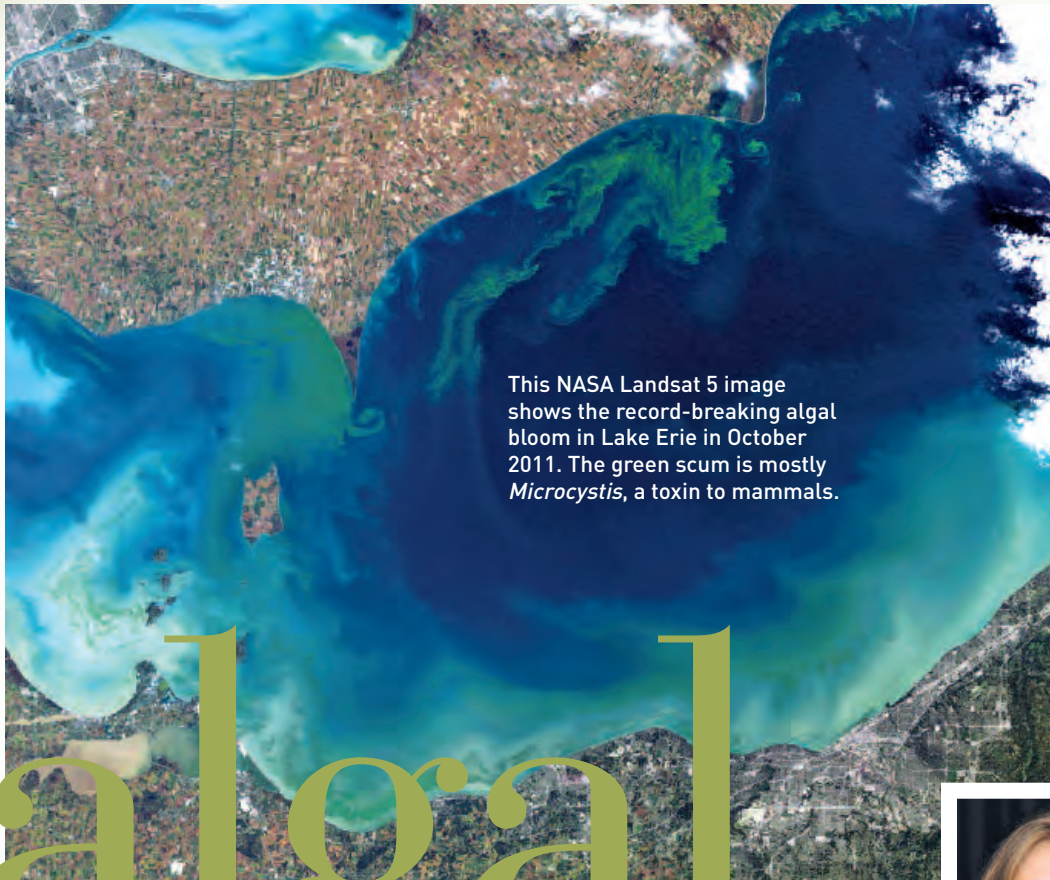 This NASA Landsat 5 image
shows the record-breaking algal
bloom in Lake Erie in October
2011. The green scum is mostly
Microcystis, a toxin to mammals.
algal